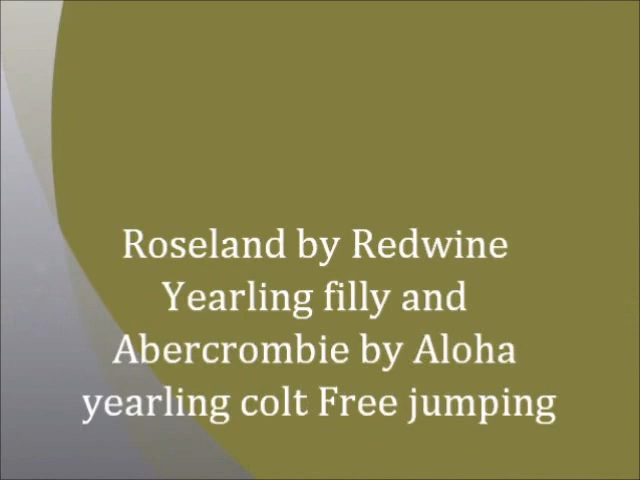 Roseland by Redwine
Yearling filly and
Abercrombie by Aloha
yearling colt Free jumping